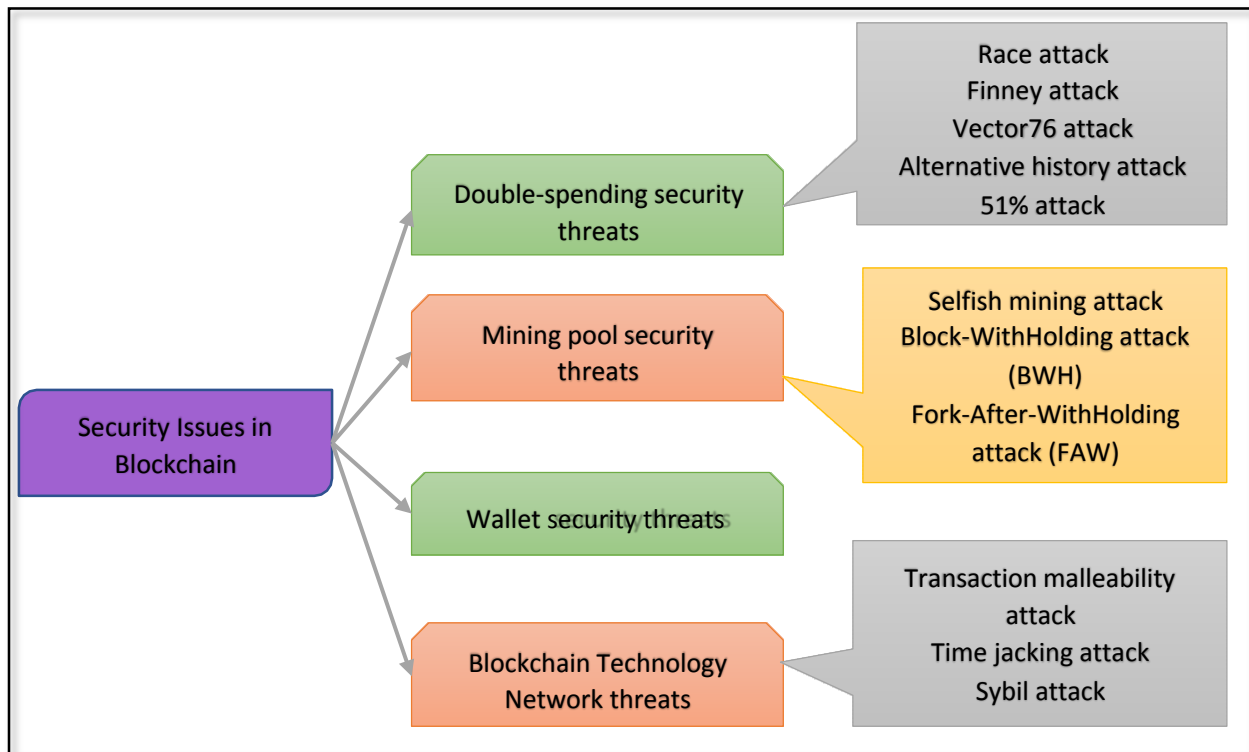 Security Issues in
Blockchain
Double-spending security
threats
Race attack
Finney attack
Vector76 attack
Alternative history attack
51% attack
Mining pool security
threats
Selfish mining attack
Block-WithHolding attack
(BWH)
Fork-After-WithHolding
attack (FAW)
Wallet security threats
Blockchain Technology
Network threats
Transaction malleability
attack
Time jacking attack
Sybil attack